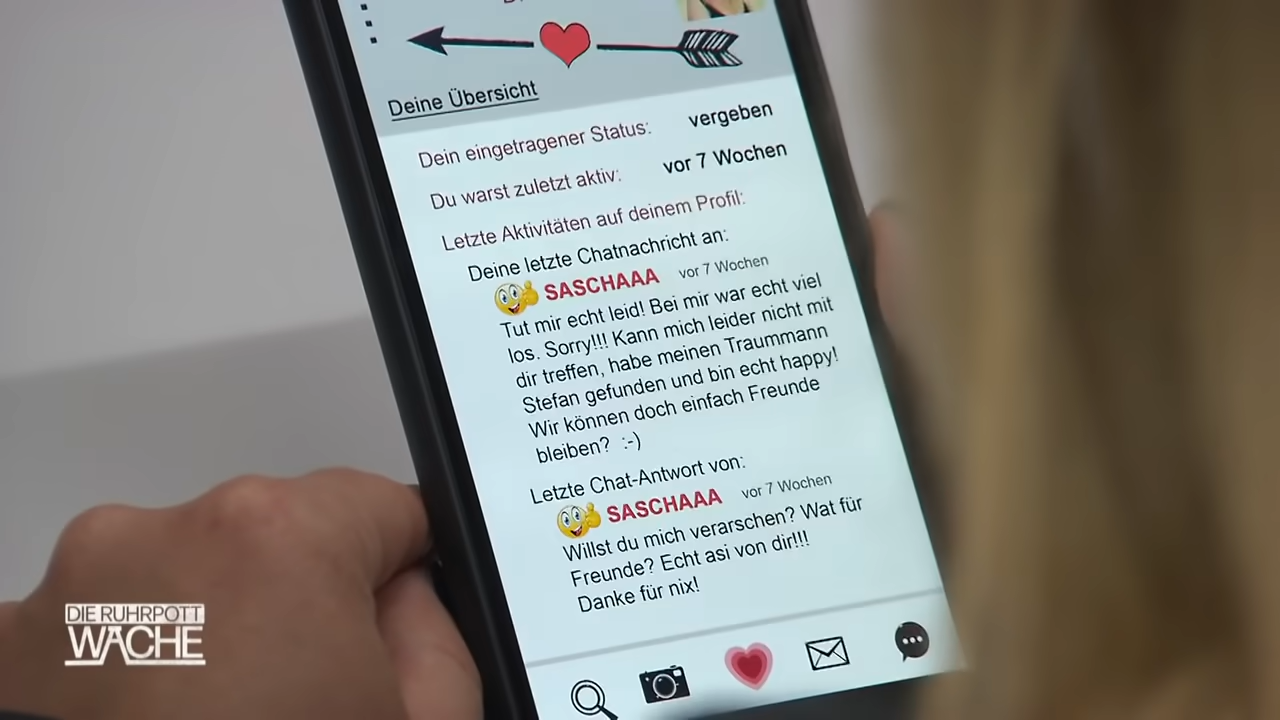 Deine Übersicht
Dein eingetragener Status: vergeben
Du warst zuletzt aktiv: vor 7 Wochen
Letzte Aktivitäten auf deinem Profil:
Deine letzte Chatnachricht an:
SASCHAAA vor 7 Wochen
Tut mir echt leid! Bei mir war echt viel
los. Sorry!!! Kann mich leider nicht mit
dir treffen, habe meinen Traummann
Stefan gefunden und bin echt happy!
Wir können doch einfach Freunde
bleiben? :-)
Letzte Chat-Antwort von:
SASCHAAA vor 7 Wochen
Willst du mich verarschen? Wat für
Freunde? Echt asi von dir!!!
Danke für nix!
DIE RUHRPOTT
WACHE